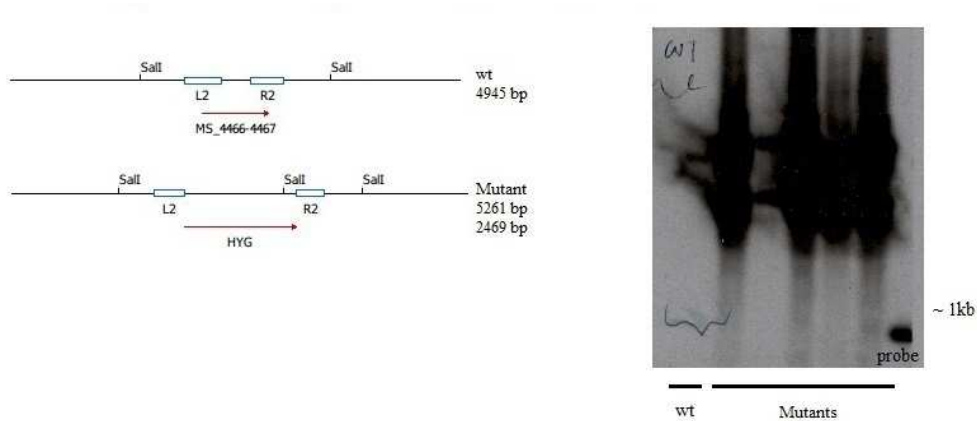 SalI SalI
wt
4945 bp
L2 R2
MS_4466-4467
SalI SalI SalI
Mutant
5261 bp
2469 bp
L2 R2
HYG
~ 1kb
probe
wt Mutants